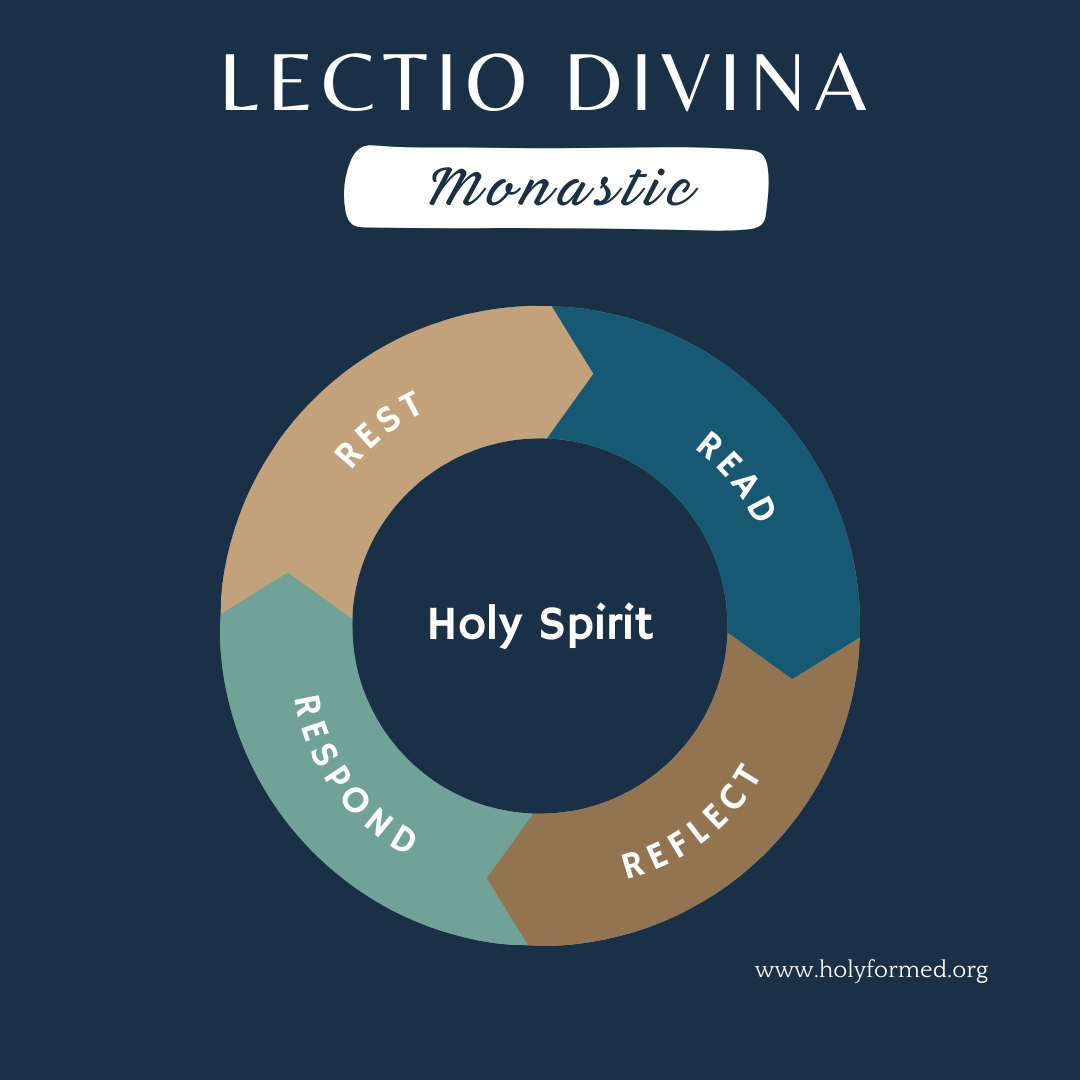 LECTIO DIVINA
Monastic
REST
READ
Holy Spirit
RESPOND
REFLECT
www.holyformed.org